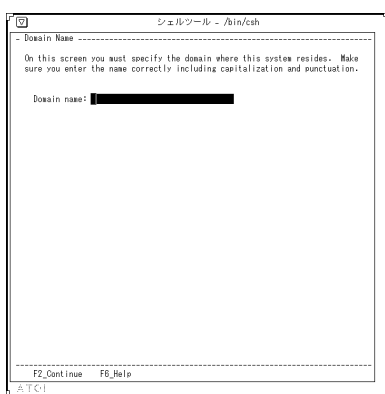 シェルツール - /bin/csh
- Domain Name --------------------------------------------------------------
On this screen you must specify the domain where this system resides. Make
sure you enter the name correctly including capitalization and punctuation.
Domain name:
--------------------------------------------------------------------------------
F2_Continue F6_Help